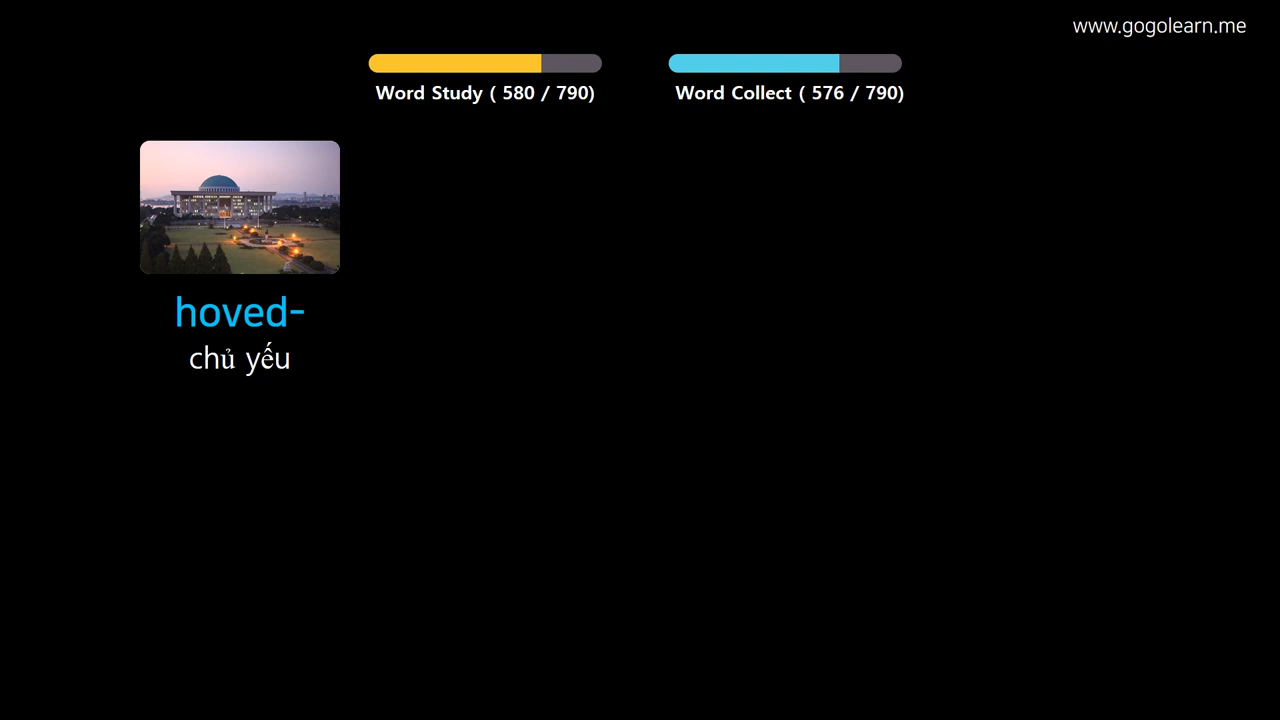 www.gogolearn.me
Word Study ( 580 / 790)
Word Collect ( 576 / 790)
hoved-
chủ yếu